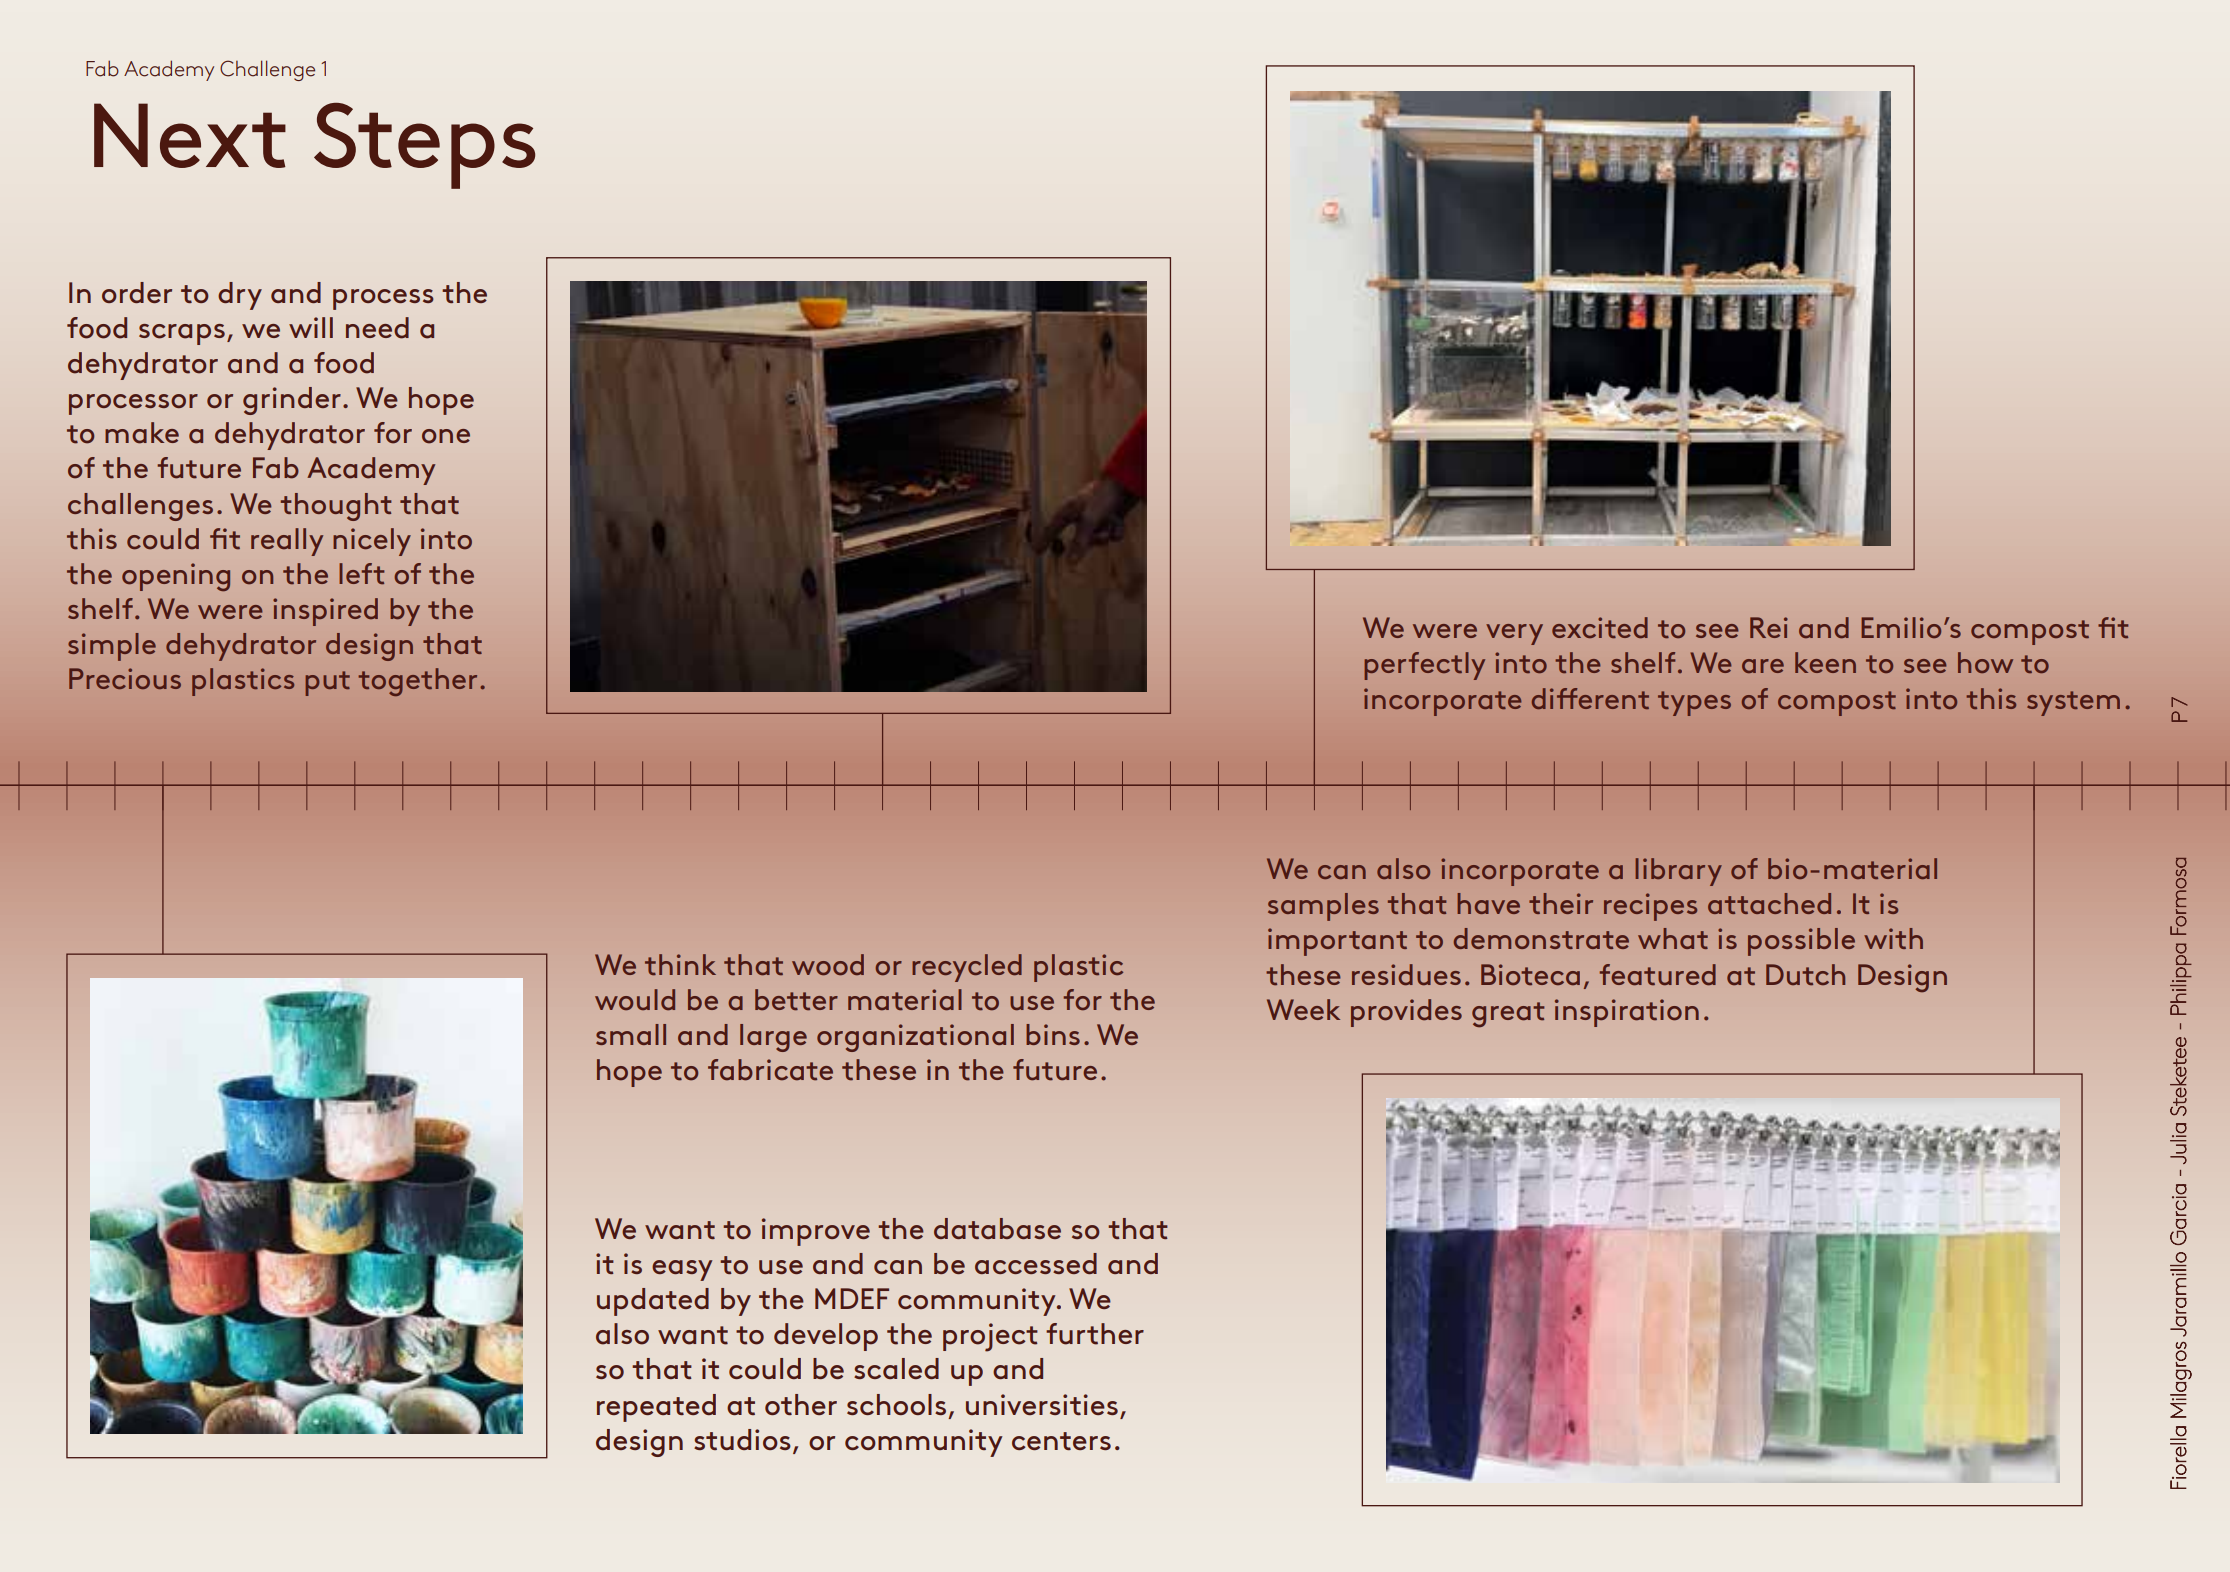 Fab Academy Challenge 1
Next Steps
In order to dry and process the
food scraps, we will need a
dehydrator and a food
processor or grinder. We hope
to make a dehydrator for one
of the future Fab Academy
challenges. We thought that
this could fit really nicely into
the opening on the left of the
shelf. We were inspired by the
simple dehydrator design that
Precious plastics put together.
We were very excited to see Rei and Emilio's compost fit
perfectly into the shelf. We are keen to see how to
incorporate different types of compost into this system.
P7
We think that wood or recycled plastic
would be a better material to use for the
small and large organizational bins. We
hope to fabricate these in the future.
We want to improve the database so that
it is easy to use and can be accessed and
updated by the MDEF community. We
also want to develop the project further
so that it could be scaled up and
repeated at other schools, universities,
design studios, or community centers.
We can also incorporate a library of bio-material
samples that have their recipes attached. It is
important to demonstrate what is possible with
these residues. Bioteca, featured at Dutch Design
Week provides great inspiration.
Fiorella Milagros Jaramillo Garcia - Julia Steketee - Philippa Formosa